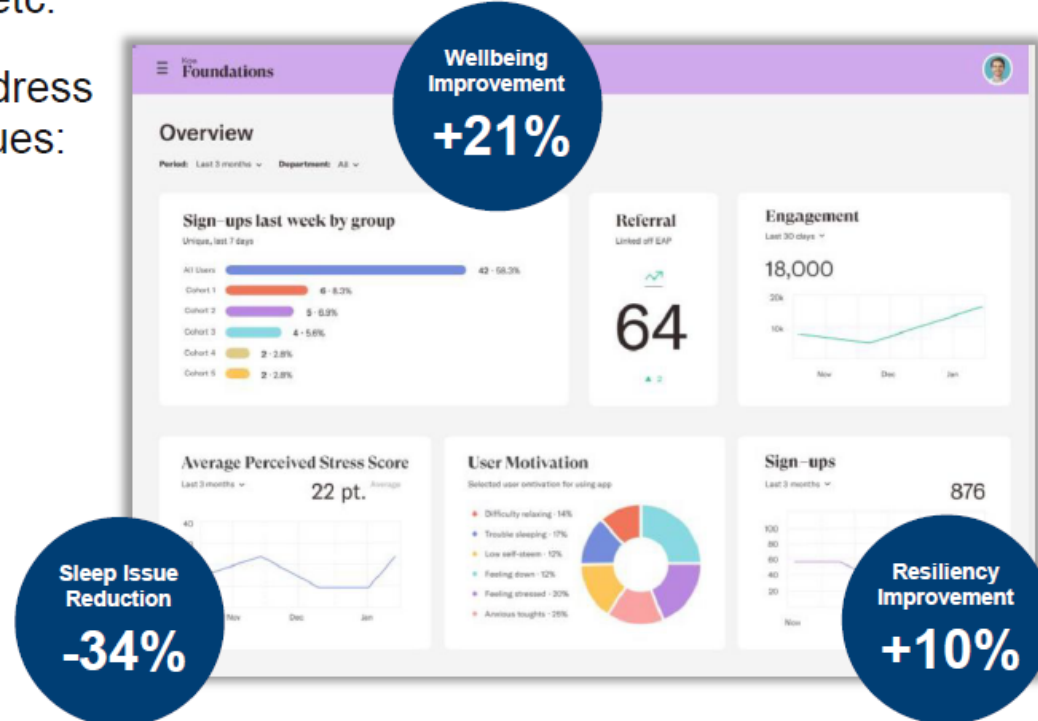 etc.
dress
ues:
Wellbeing
Improvement
+21%
Koa
Foundations
Overview
Period: Last 3 months Department: All
Sign-ups last week by group
Unique, last 7 days
All Users 42 · 58.3%
Cohort 1 6 · 8.3%
Cohort 2 5 · 6.9%
Cohort 3 4 · 5.6%
Cohort 4 2 · 2.8%
Cohort 5 2 · 2.8%
Referral
Linked off EAP
64
▲ 2
Engagement
Last 30 days
18,000
20k
10k
Nov Dec Jan
Average Perceived Stress Score
Last 3 months
22 pt. Average
40
Nov Dec Jan
User Motivation
Selected user ontivation for using app
Difficulty relaxing · 14%
Trouble sleeping · 17%
Low self-steem · 12%
Feeling down · 12%
Feeling stressed · 20%
Anxious toughts · 25%
Sign-ups
Last 3 months
876
100
80
60
40
20
Nov
Sleep Issue
Reduction
-34%
Resiliency
Improvement
+10%